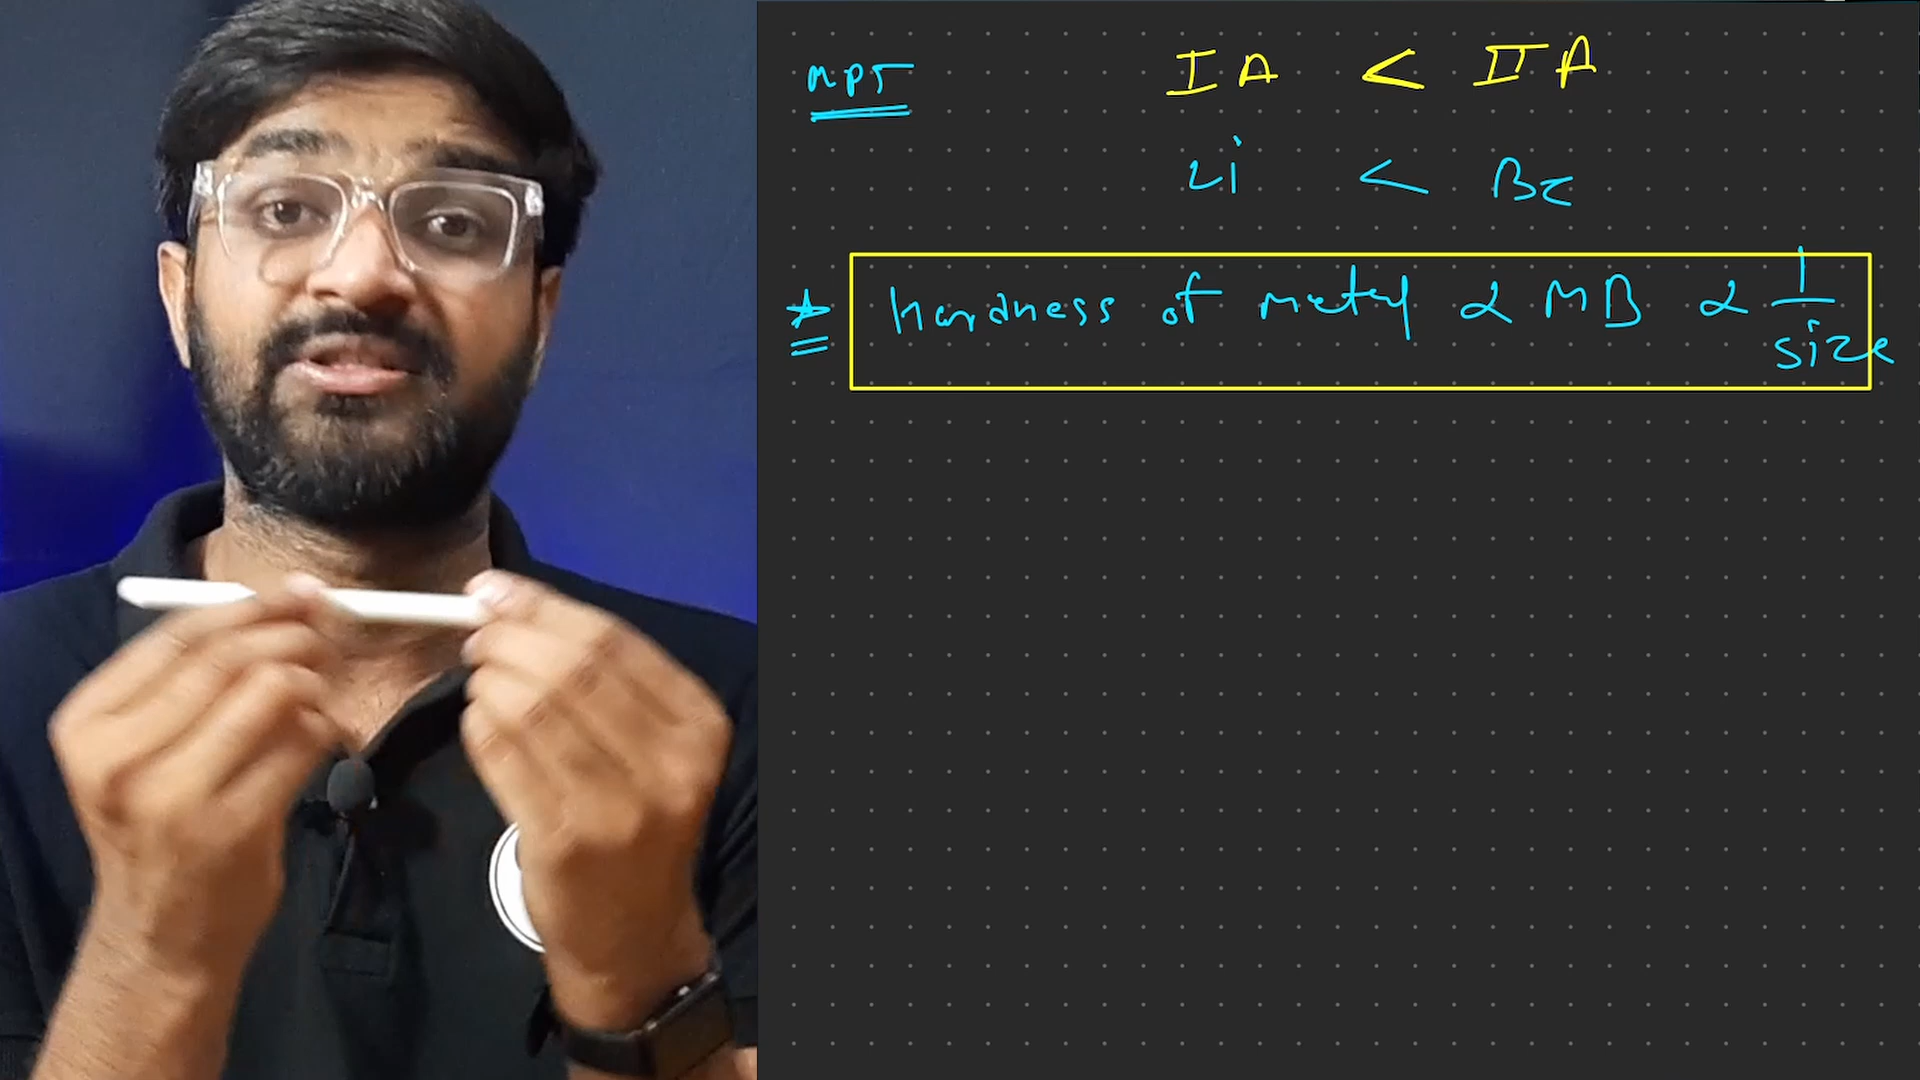 MPT IA < IIA
Li < Be
* hardness of metal ∝ MB ∝ 1/size